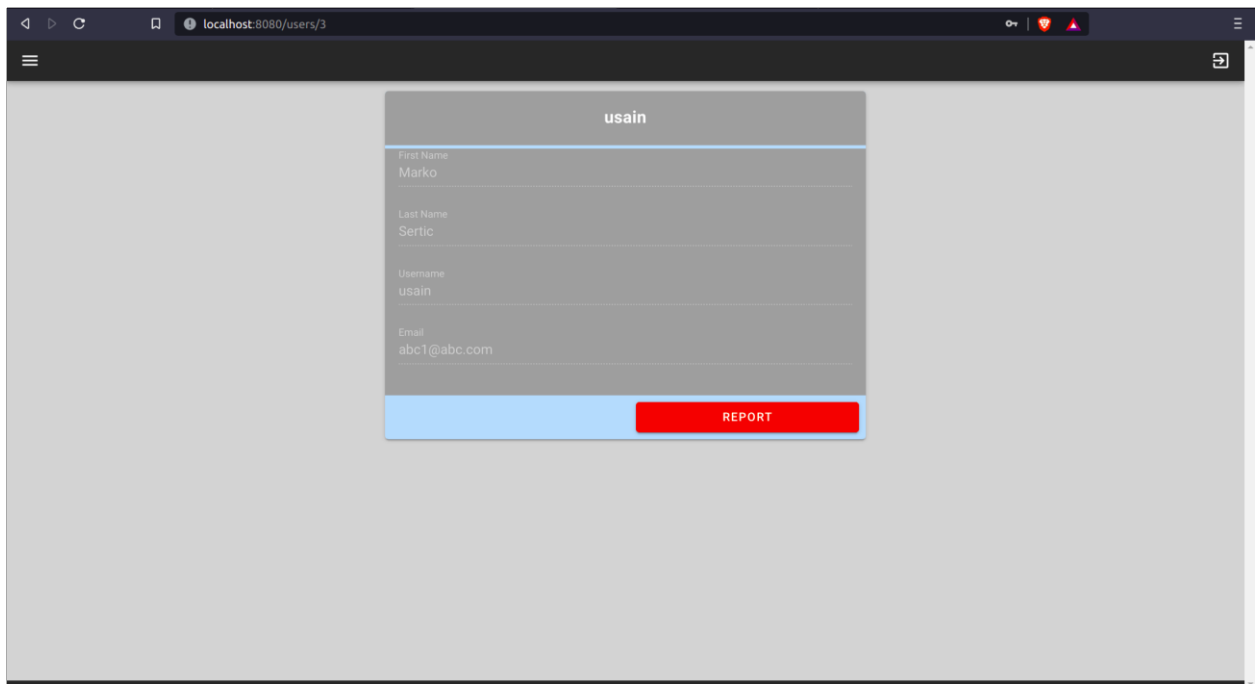 localhost:8080/users/3
usain
First Name
Marko
Last Name
Sertic
Username
usain
Email
abc1@abc.com
REPORT